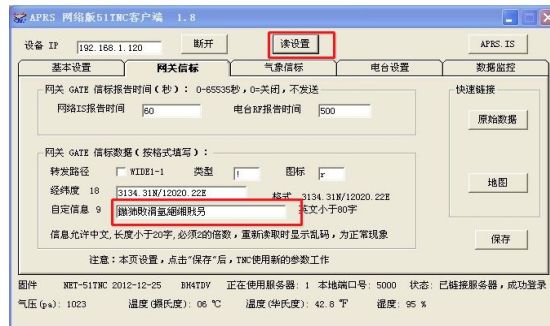 APRS 网络版51TNC客户端 1.8
设备 IP 192.168.1.120 断开 读设置 APRS.IS
基本设置 网关信标 气象信标 电台设置 数据监控
网关 GATE 信标报告时间(秒): 0-65535秒,0=关闭,不发送
网络IS报告时间 60 电台RF报告时间 500
快速链接
原始数据
地图
保存
网关 GATE 信标数据(按格式填写):
转发路径 WIDE1-1 类型 ! 图标 r
经纬度 18 3134.31N/12020.22E 格式 3134.31N/12020.22E
自定信息 9 英文小于80字
信息允许中文,长度小于20字,必须2的倍数,重新读取时显示乱码,为正常现象
注意:本页设置,点击"保存"后,TNC使用新的参数工作
固件 NET-51TNC 2012-12-25 BH4TDV 正在使用服务器: 1 本地端口号: 5000 状态: 已链接服务器,成功登录
气压(pa): 1023 温度(摄氏度): 06 ℃ 温度(华氏度): 42.8 ℉ 湿度: 95 %